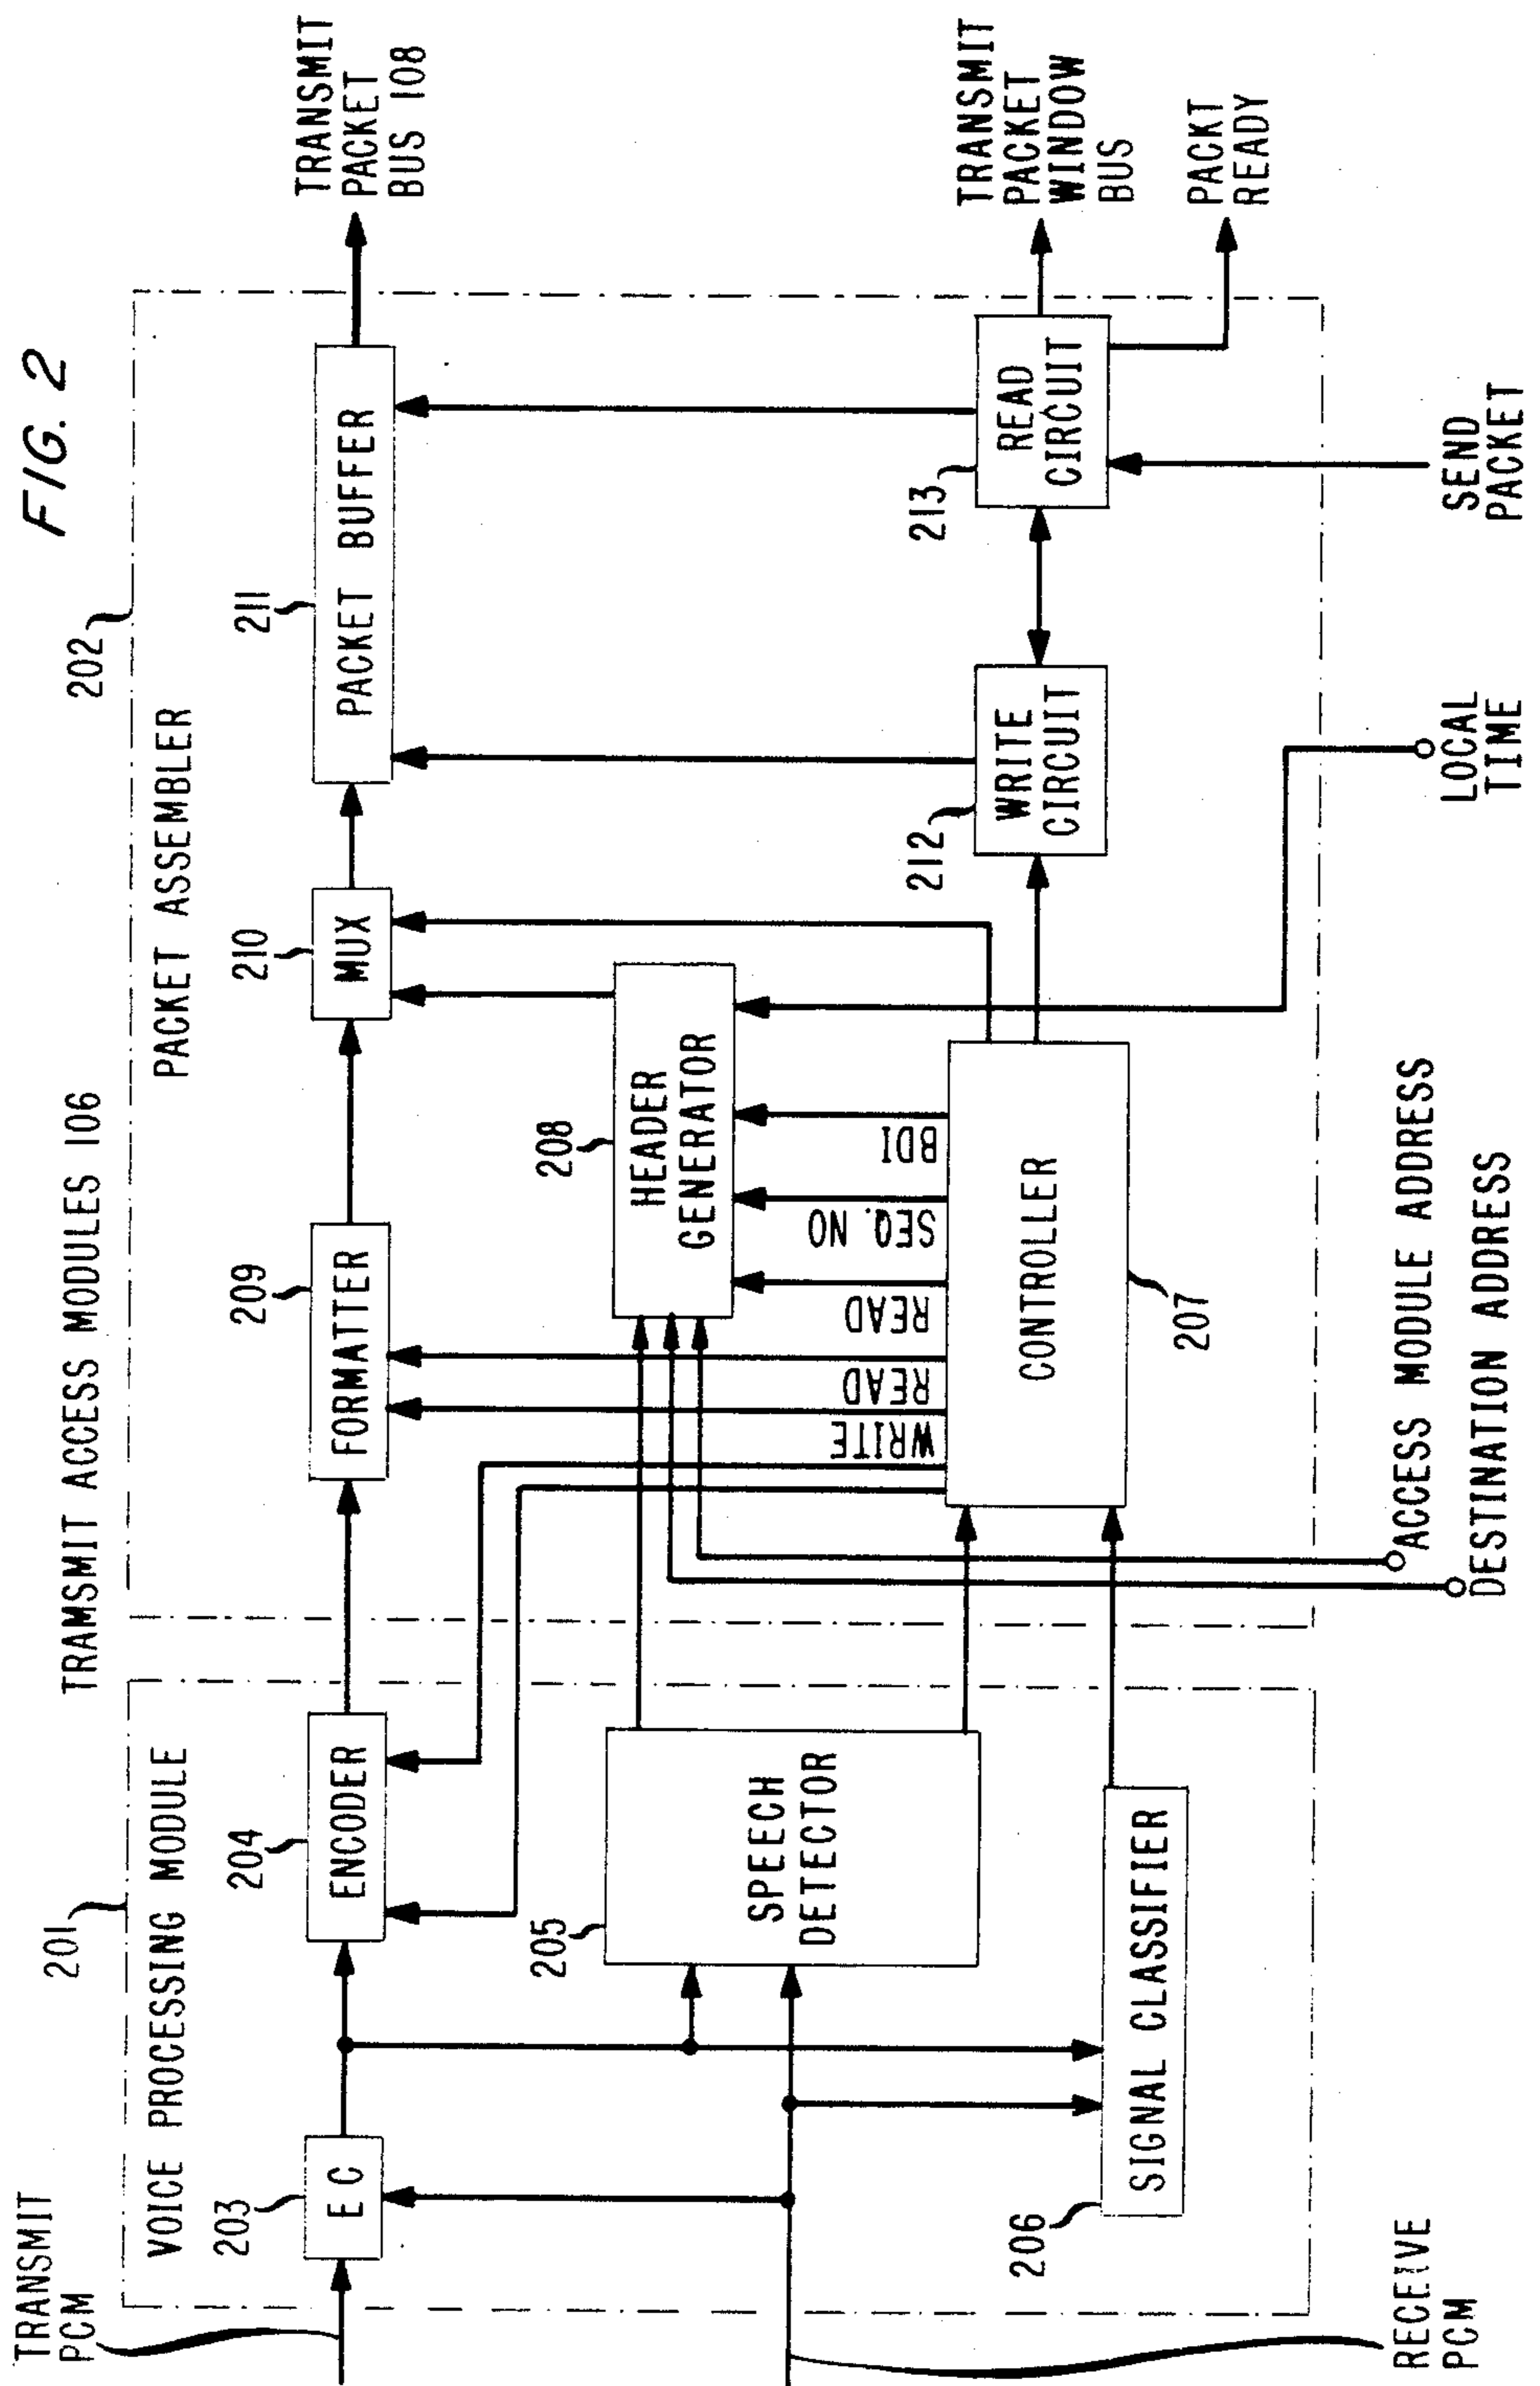 FIG. 2
TRAMSMIT ACCESS MODULES 106
201
202
VOICE PROCESSING MODULE
PACKET ASSEMBLER
TRANSMIT
PCM
203
E C
204
ENCODER
209
FORMATTER
210
MUX
211
PACKET BUFFER
TRANSMIT
PACKET
BUS 108
205
SPEECH
DETECTOR
208
HEADER
GENERATOR
WRITE
READ
READ
SEQ. NO
BDI
206
SIGNAL CLASSIFIER
CONTROLLER
207
212
WRITE
CIRCUIT
213
READ
CIRCUIT
TRANSMIT
PACKET
WINDOW
BUS
PACKT
READY
RECEIVE
PCM
ACCESS MODULE ADDRESS
DESTINATION ADDRESS
LOCAL
TIME
SEND
PACKET